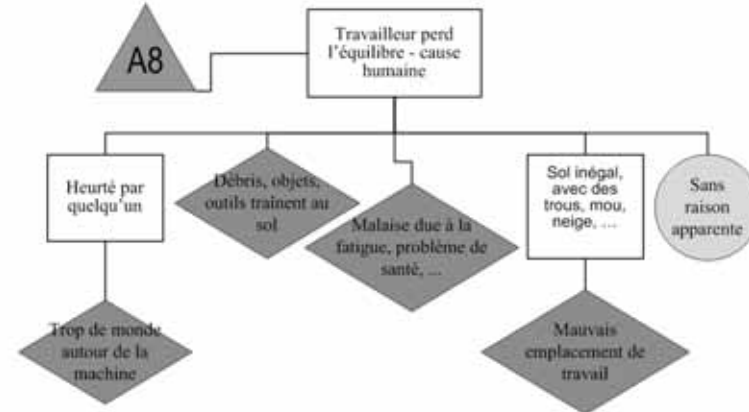 A8
Travailleur perd
l'équilibre - cause
humaine
Heurté par
quelqu'un
Débris, objets,
outils traînent au
sol
Malaise due à la
fatigue, problème de
santé, ...
Sol inégal,
avec des
trous, mou,
neige, ...
Sans
raison
apparente
Trop de monde
autour de la
machine
Mauvais
emplacement de
travail